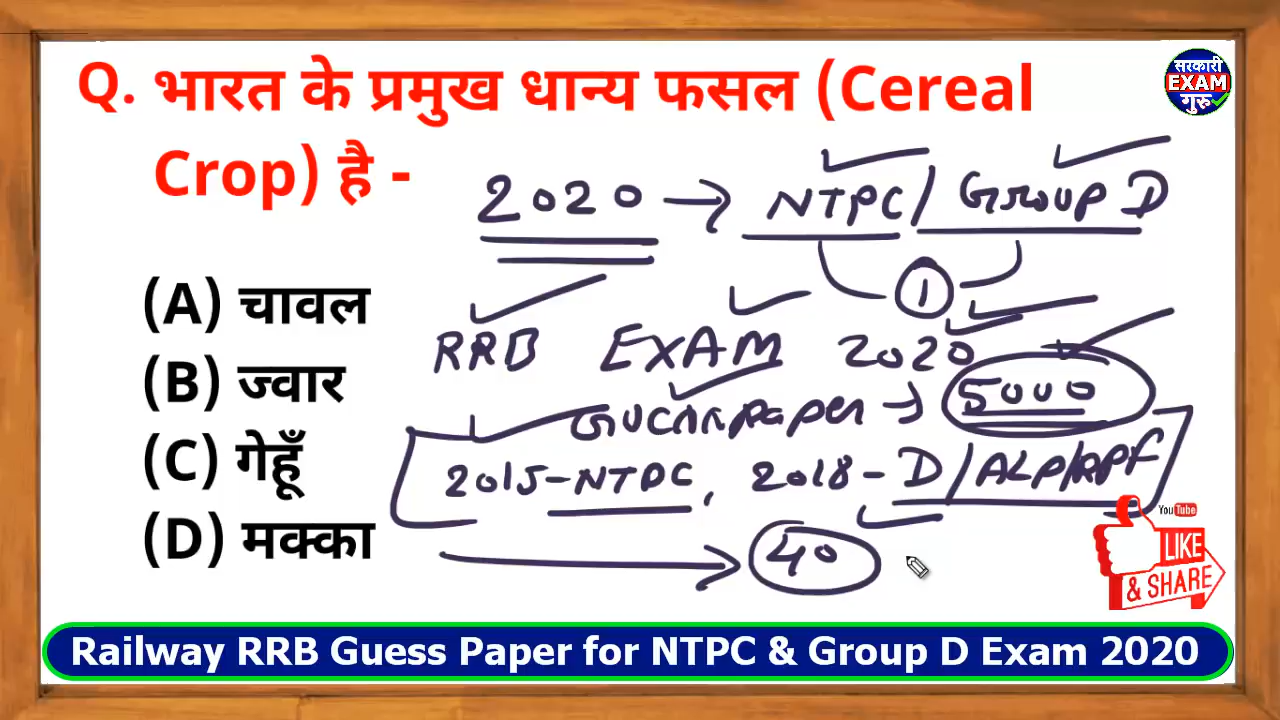 Q. भारत के प्रमुख धान्य फसल (Cereal
Crop) है -
सरकारी
EXAM
गुरु
2020 → NTPC / Group D
1
(A) चावल
RRB EXAM 2020
(B) ज्वार
paper → 5000
(C) गेहूँ
2015-NTPC, 2018-D/ALP/RPF
(D) मक्का
40
YouTube
LIKE
& SHARE
Railway RRB Guess Paper for NTPC & Group D Exam 2020